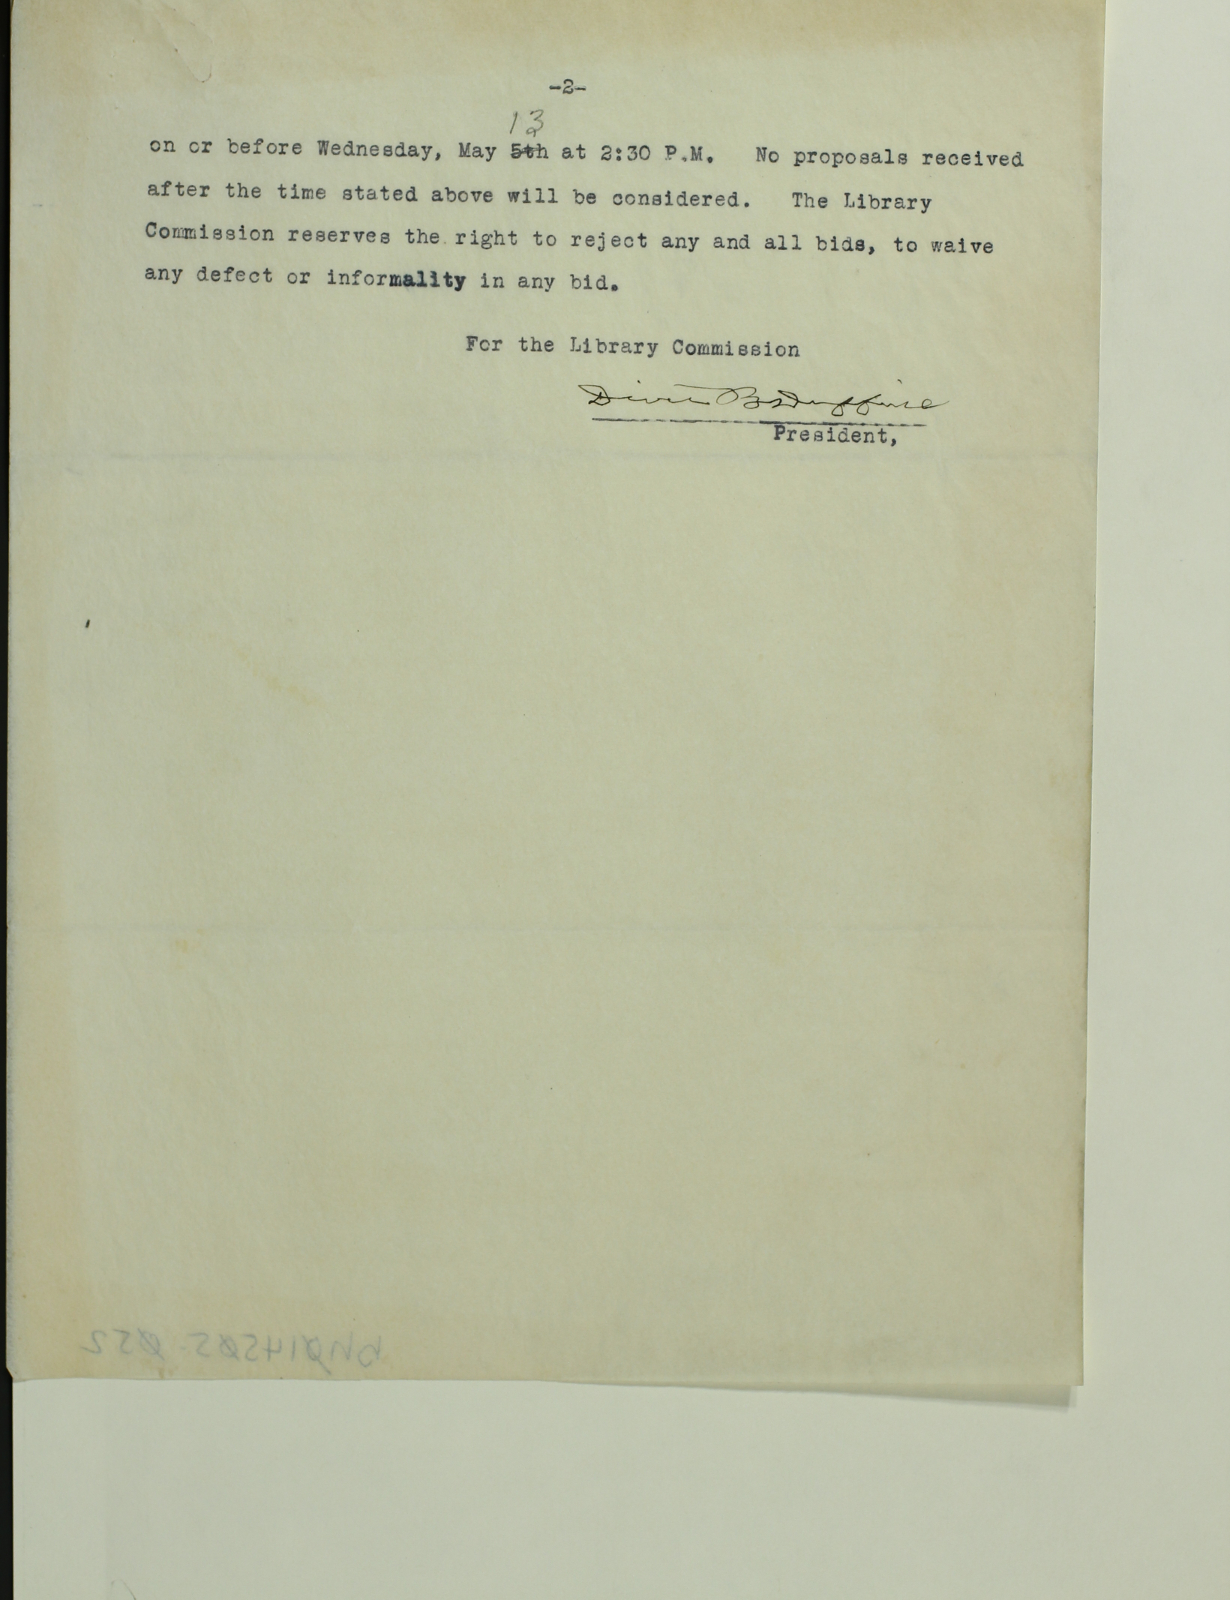 -2-
13
on or before Wednesday, May 5th at 2:30 P.M. No proposals received
after the time stated above will be considered. The Library
Commission reserves the right to reject any and all bids, to waive
any defect or informality in any bid.
For the Library Commission
President,